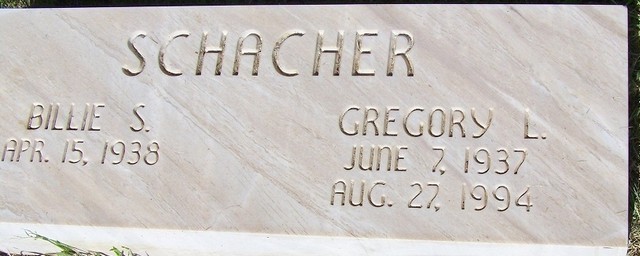 SCHACHER
BILLIE S.
APR. 15, 1938
GREGORY L.
JUNE 7, 1937
AUG. 27, 1994